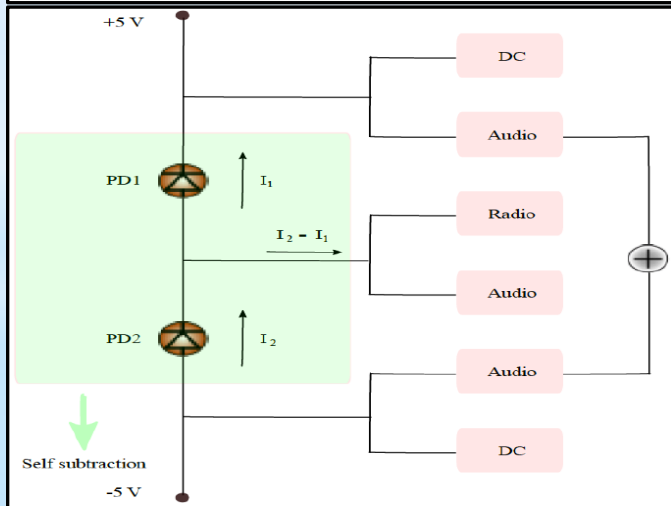 +5 V
DC
Audio
PD1
I₁
Radio
I₂ - I₁
Audio
PD2
I₂
Audio
DC
Self subtraction
-5 V